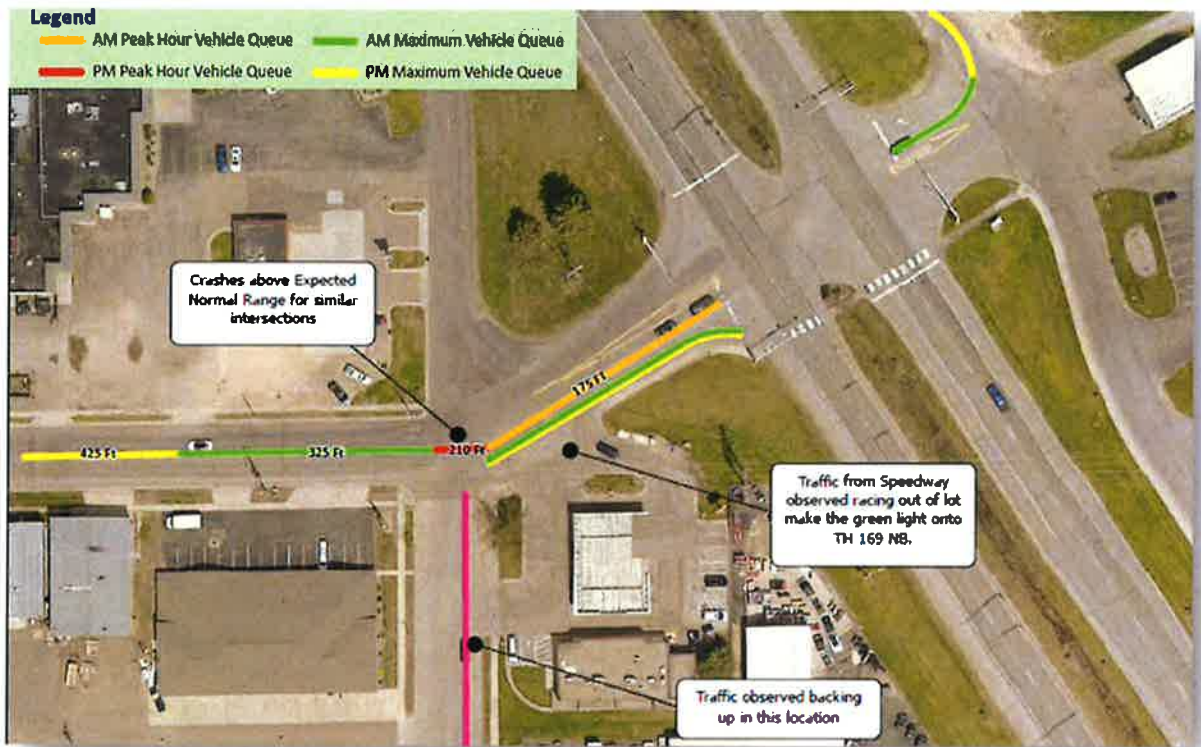 Legend
AM Peak Hour Vehicle Queue
AM Maximum Vehicle Queue
PM Peak Hour Vehicle Queue
PM Maximum Vehicle Queue
Crashes above Expected
Normal Range for similar
intersections
175 Ft
425 Ft
325 Ft
210 Ft
Traffic from Speedway
observed racing out of lot
make the green light onto
TH 169 NB.
Traffic observed backing
up in this location